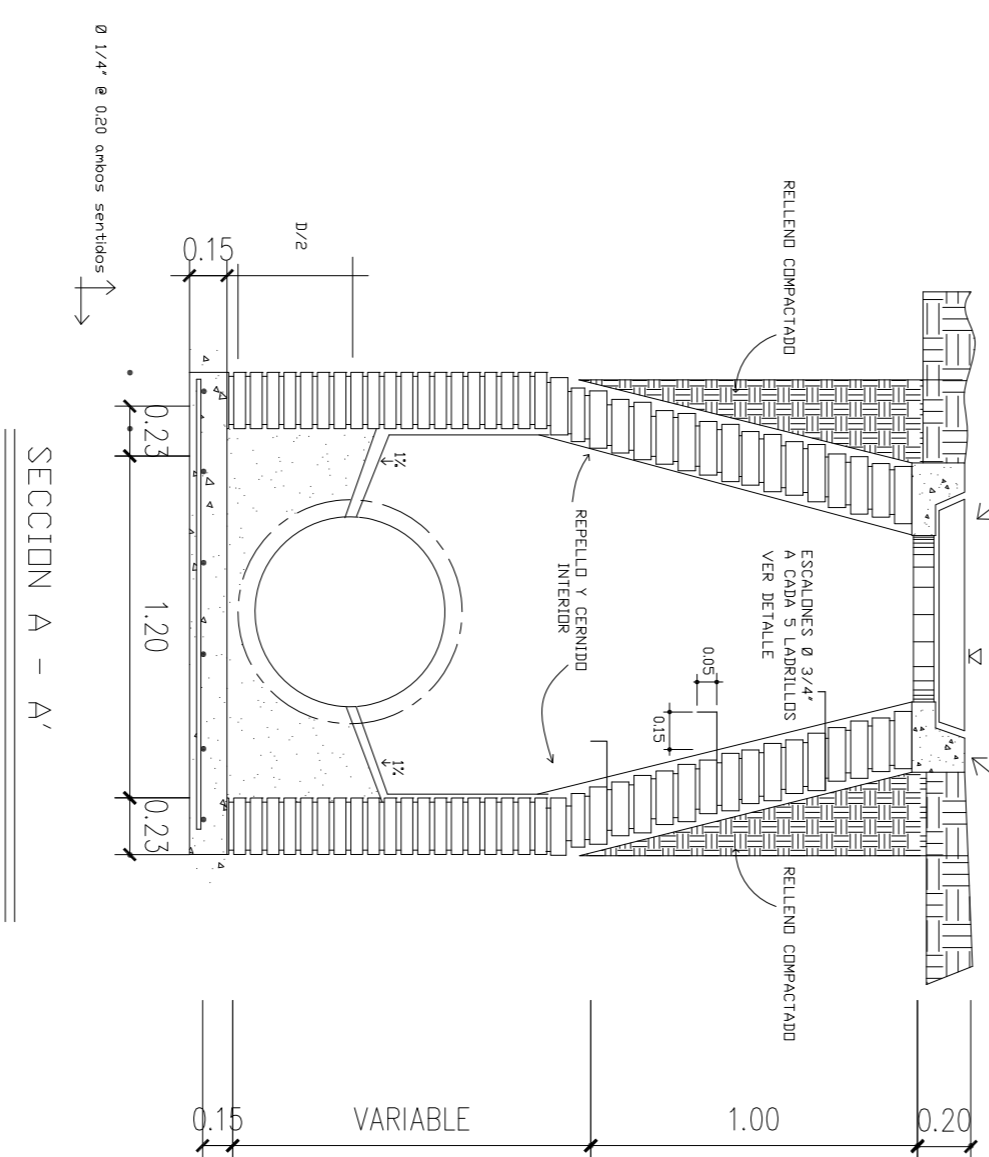 Ø 1/4" @ 0.20 ambos sentidos
0.15
D/2
RELLENO COMPACTADO
0.23
1.20
0.23
1%
1%
REPELLO Y CERNIDO
INTERIOR
ESCALONES Ø 3/4"
A CADA 5 LADRILLOS
VER DETALLE
0.05
0.15
RELLENO COMPACTADO
0.15
VARIABLE
1.00
0.20
SECCION A - A'